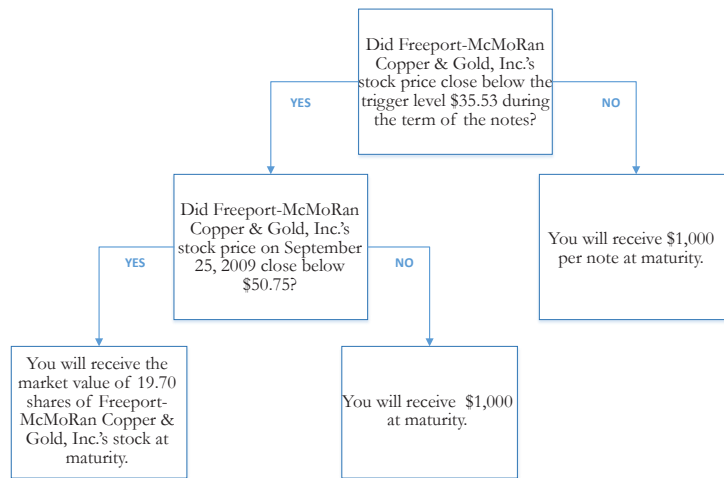 Did Freeport-McMoRan
Copper & Gold, Inc.'s
stock price close below the
trigger level $35.53 during
the term of the notes?
YES
NO
Did Freeport-McMoRan
Copper & Gold, Inc.'s
stock price on September
25, 2009 close below
$50.75?
You will receive $1,000
per note at maturity.
YES
NO
You will receive the
market value of 19.70
shares of Freeport-
McMoRan Copper &
Gold, Inc.'s stock at
maturity.
You will receive $1,000
at maturity.